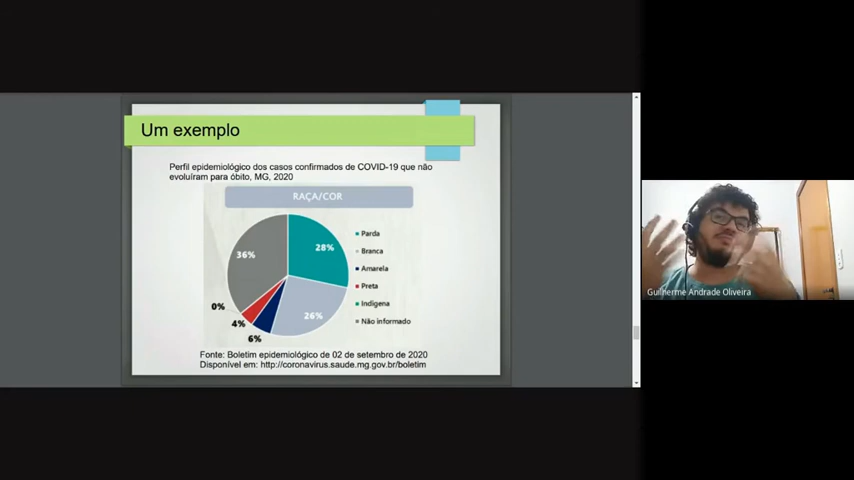 Um exemplo
Perfil epidemiológico dos casos confirmados de COVID-19 que não
evoluíram para óbito, MG, 2020
RAÇA/COR
36%
28%
0%
4%
6%
26%
Parda
Branca
Amarela
Preta
Indígena
Não informado
Fonte: Boletim epidemiológico de 02 de setembro de 2020
Disponível em: http://coronavirus.saude.mg.gov.br/boletim
Guilherme Andrade Oliveira